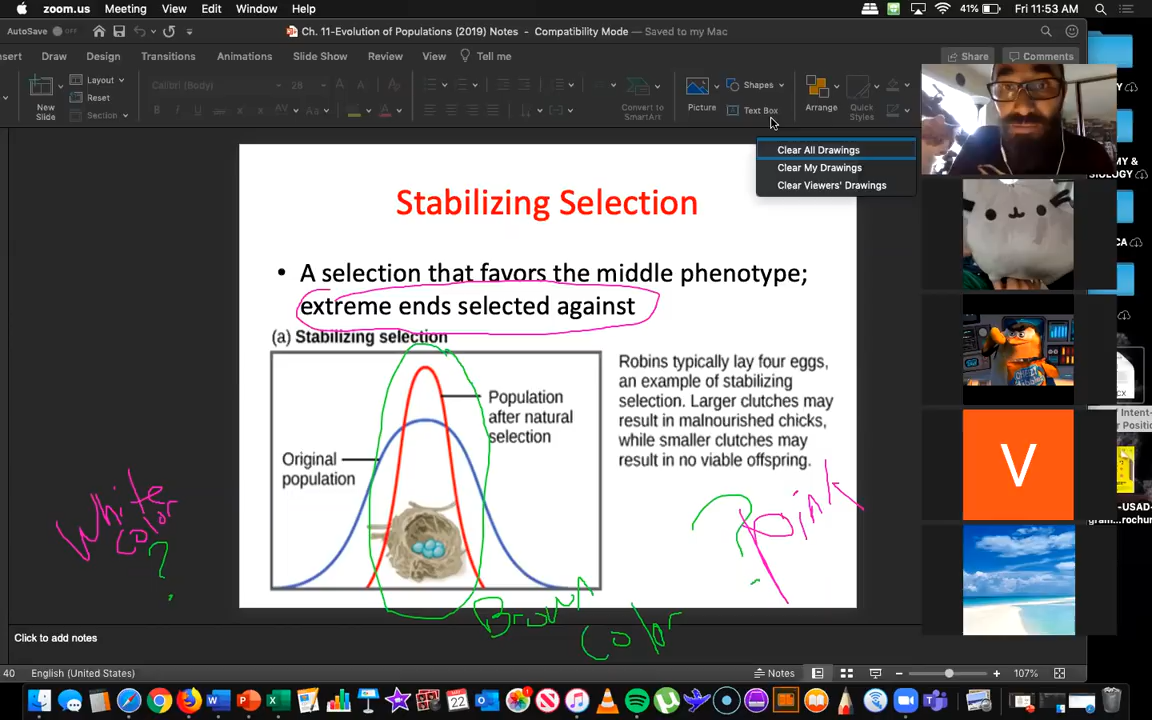 zoom.us Meeting View Edit Window Help 41% Fri 11:53 AM
AutoSave OFF Ch. 11-Evolution of Populations (2019) Notes - Compatibility Mode — Saved to my Mac
nsert Draw Design Transitions Animations Slide Show Review View Tell me Share Comments
New Slide
Layout
Reset
Section
Calibri (Body) 28
Convert to SmartArt
Picture
Shapes
Text Box
Arrange
Quick Styles
Clear All Drawings
Clear My Drawings
Clear Viewers' Drawings
Stabilizing Selection
• A selection that favors the middle phenotype;
extreme ends selected against
(a) Stabilizing selection
Population
after natural
selection
Original
population
Robins typically lay four eggs,
an example of stabilizing
selection. Larger clutches may
result in malnourished chicks,
while smaller clutches may
result in no viable offspring.
White
color
?
Brown
color
?
Pink
V
Click to add notes
40 English (United States) Notes 107%